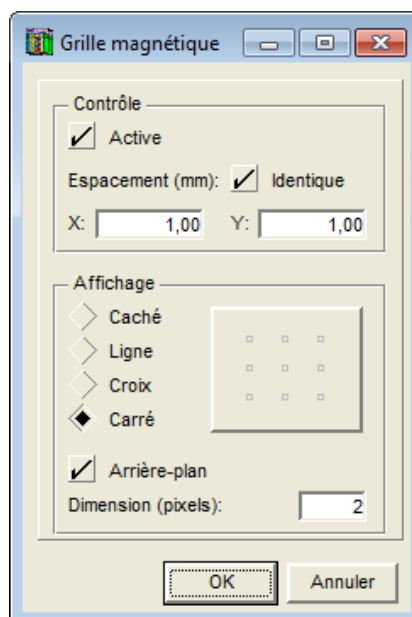 Grille magnétique
Contrôle
Active
Espacement (mm): Identique
X: 1,00 Y: 1,00
Affichage
Caché
Ligne
Croix
Carré
Arrière-plan
Dimension (pixels): 2
OK Annuler